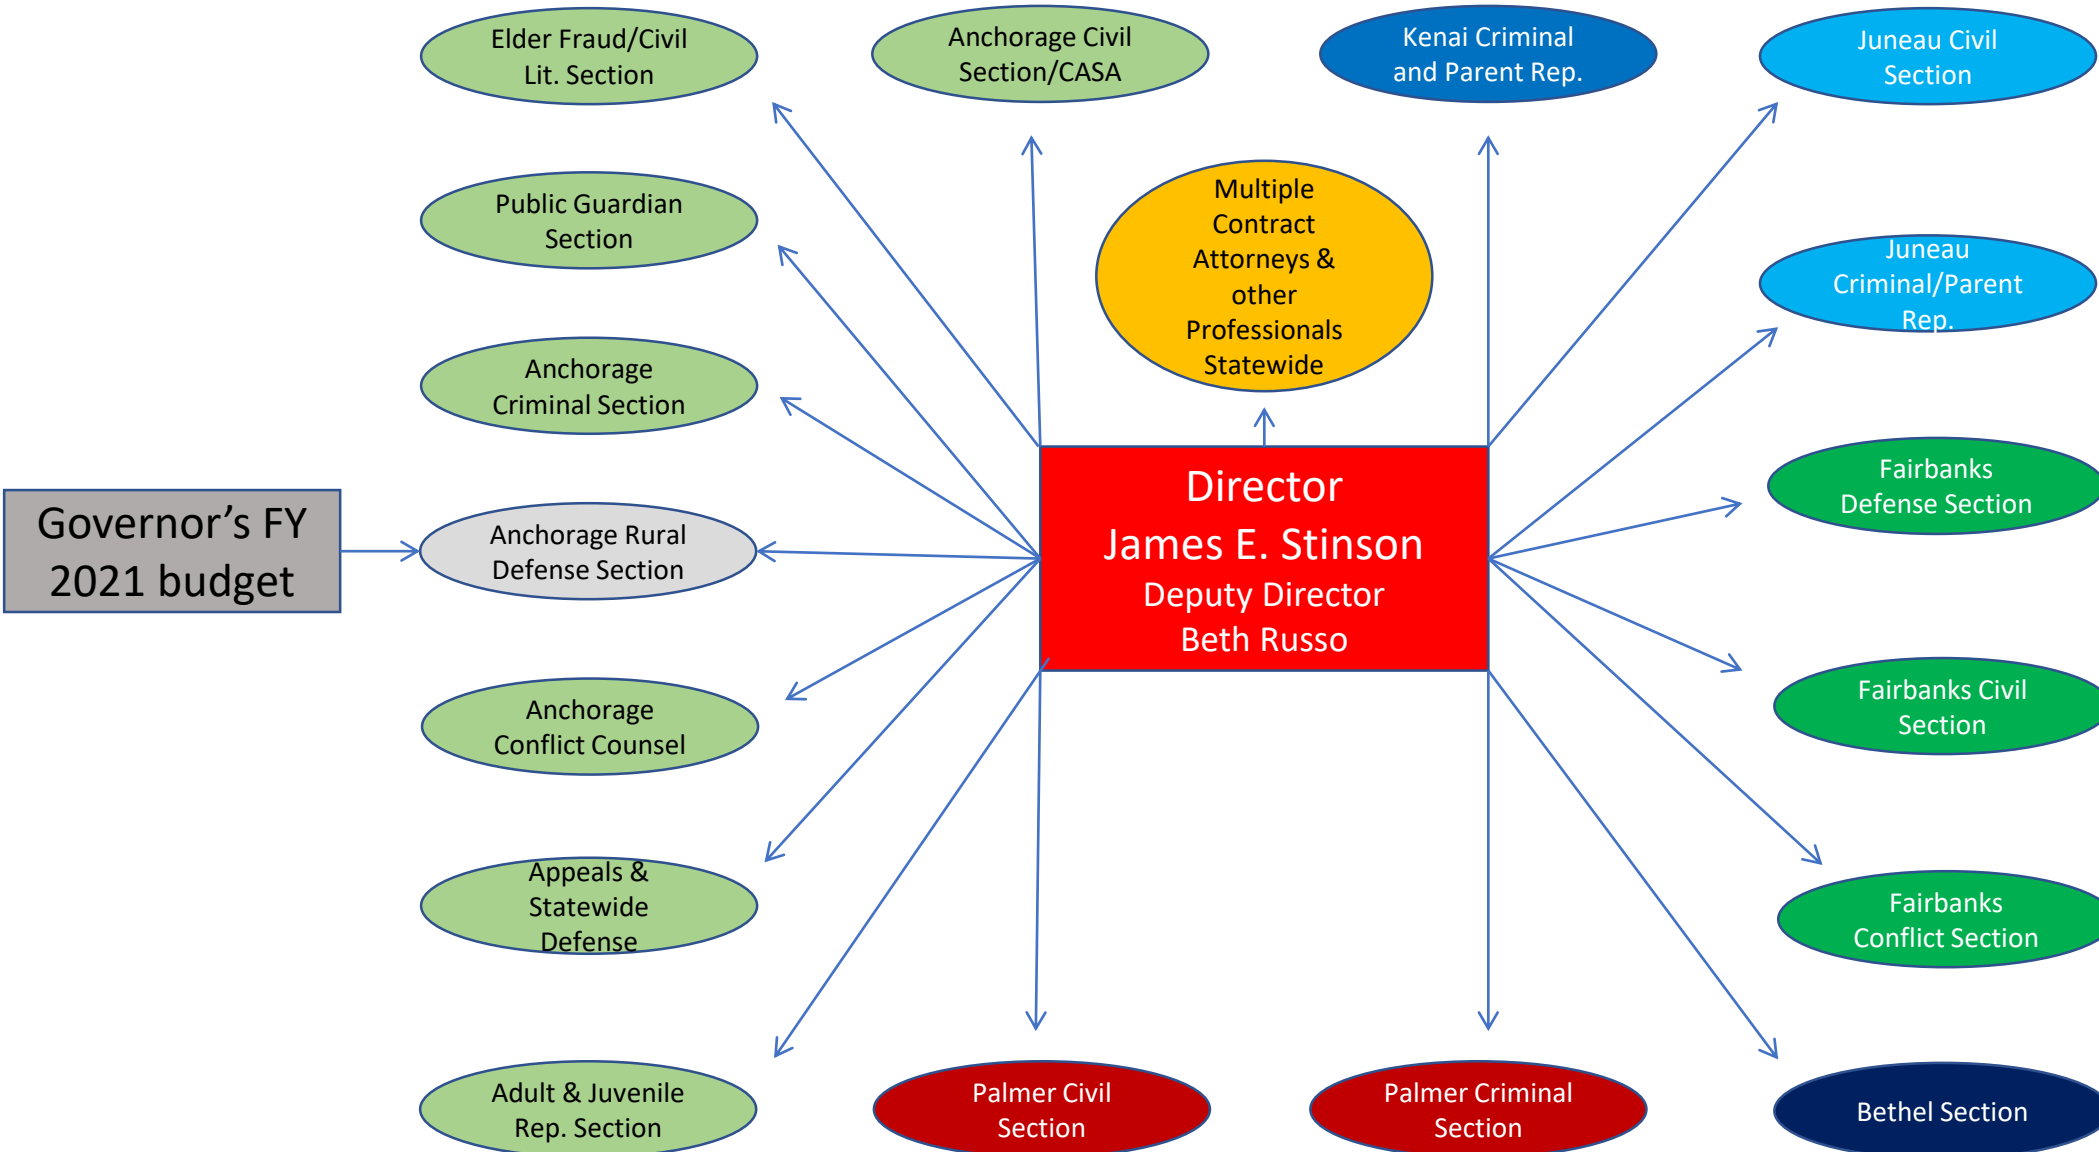 Elder Fraud/Civil
Lit. Section
Anchorage Civil
Section/CASA
Kenai Criminal
and Parent Rep.
Juneau Civil
Section
Public Guardian
Section
Multiple
Contract
Attorneys &
other
Professionals
Statewide
Juneau
Criminal/Parent
Rep.
Anchorage
Criminal Section
Fairbanks
Defense Section
Governor’s FY
2021 budget
Anchorage Rural
Defense Section
Director
James E. Stinson
Deputy Director
Beth Russo
Anchorage
Conflict Counsel
Fairbanks Civil
Section
Appeals &
Statewide
Defense
Fairbanks
Conflict Section
Adult & Juvenile
Rep. Section
Palmer Civil
Section
Palmer Criminal
Section
Bethel Section